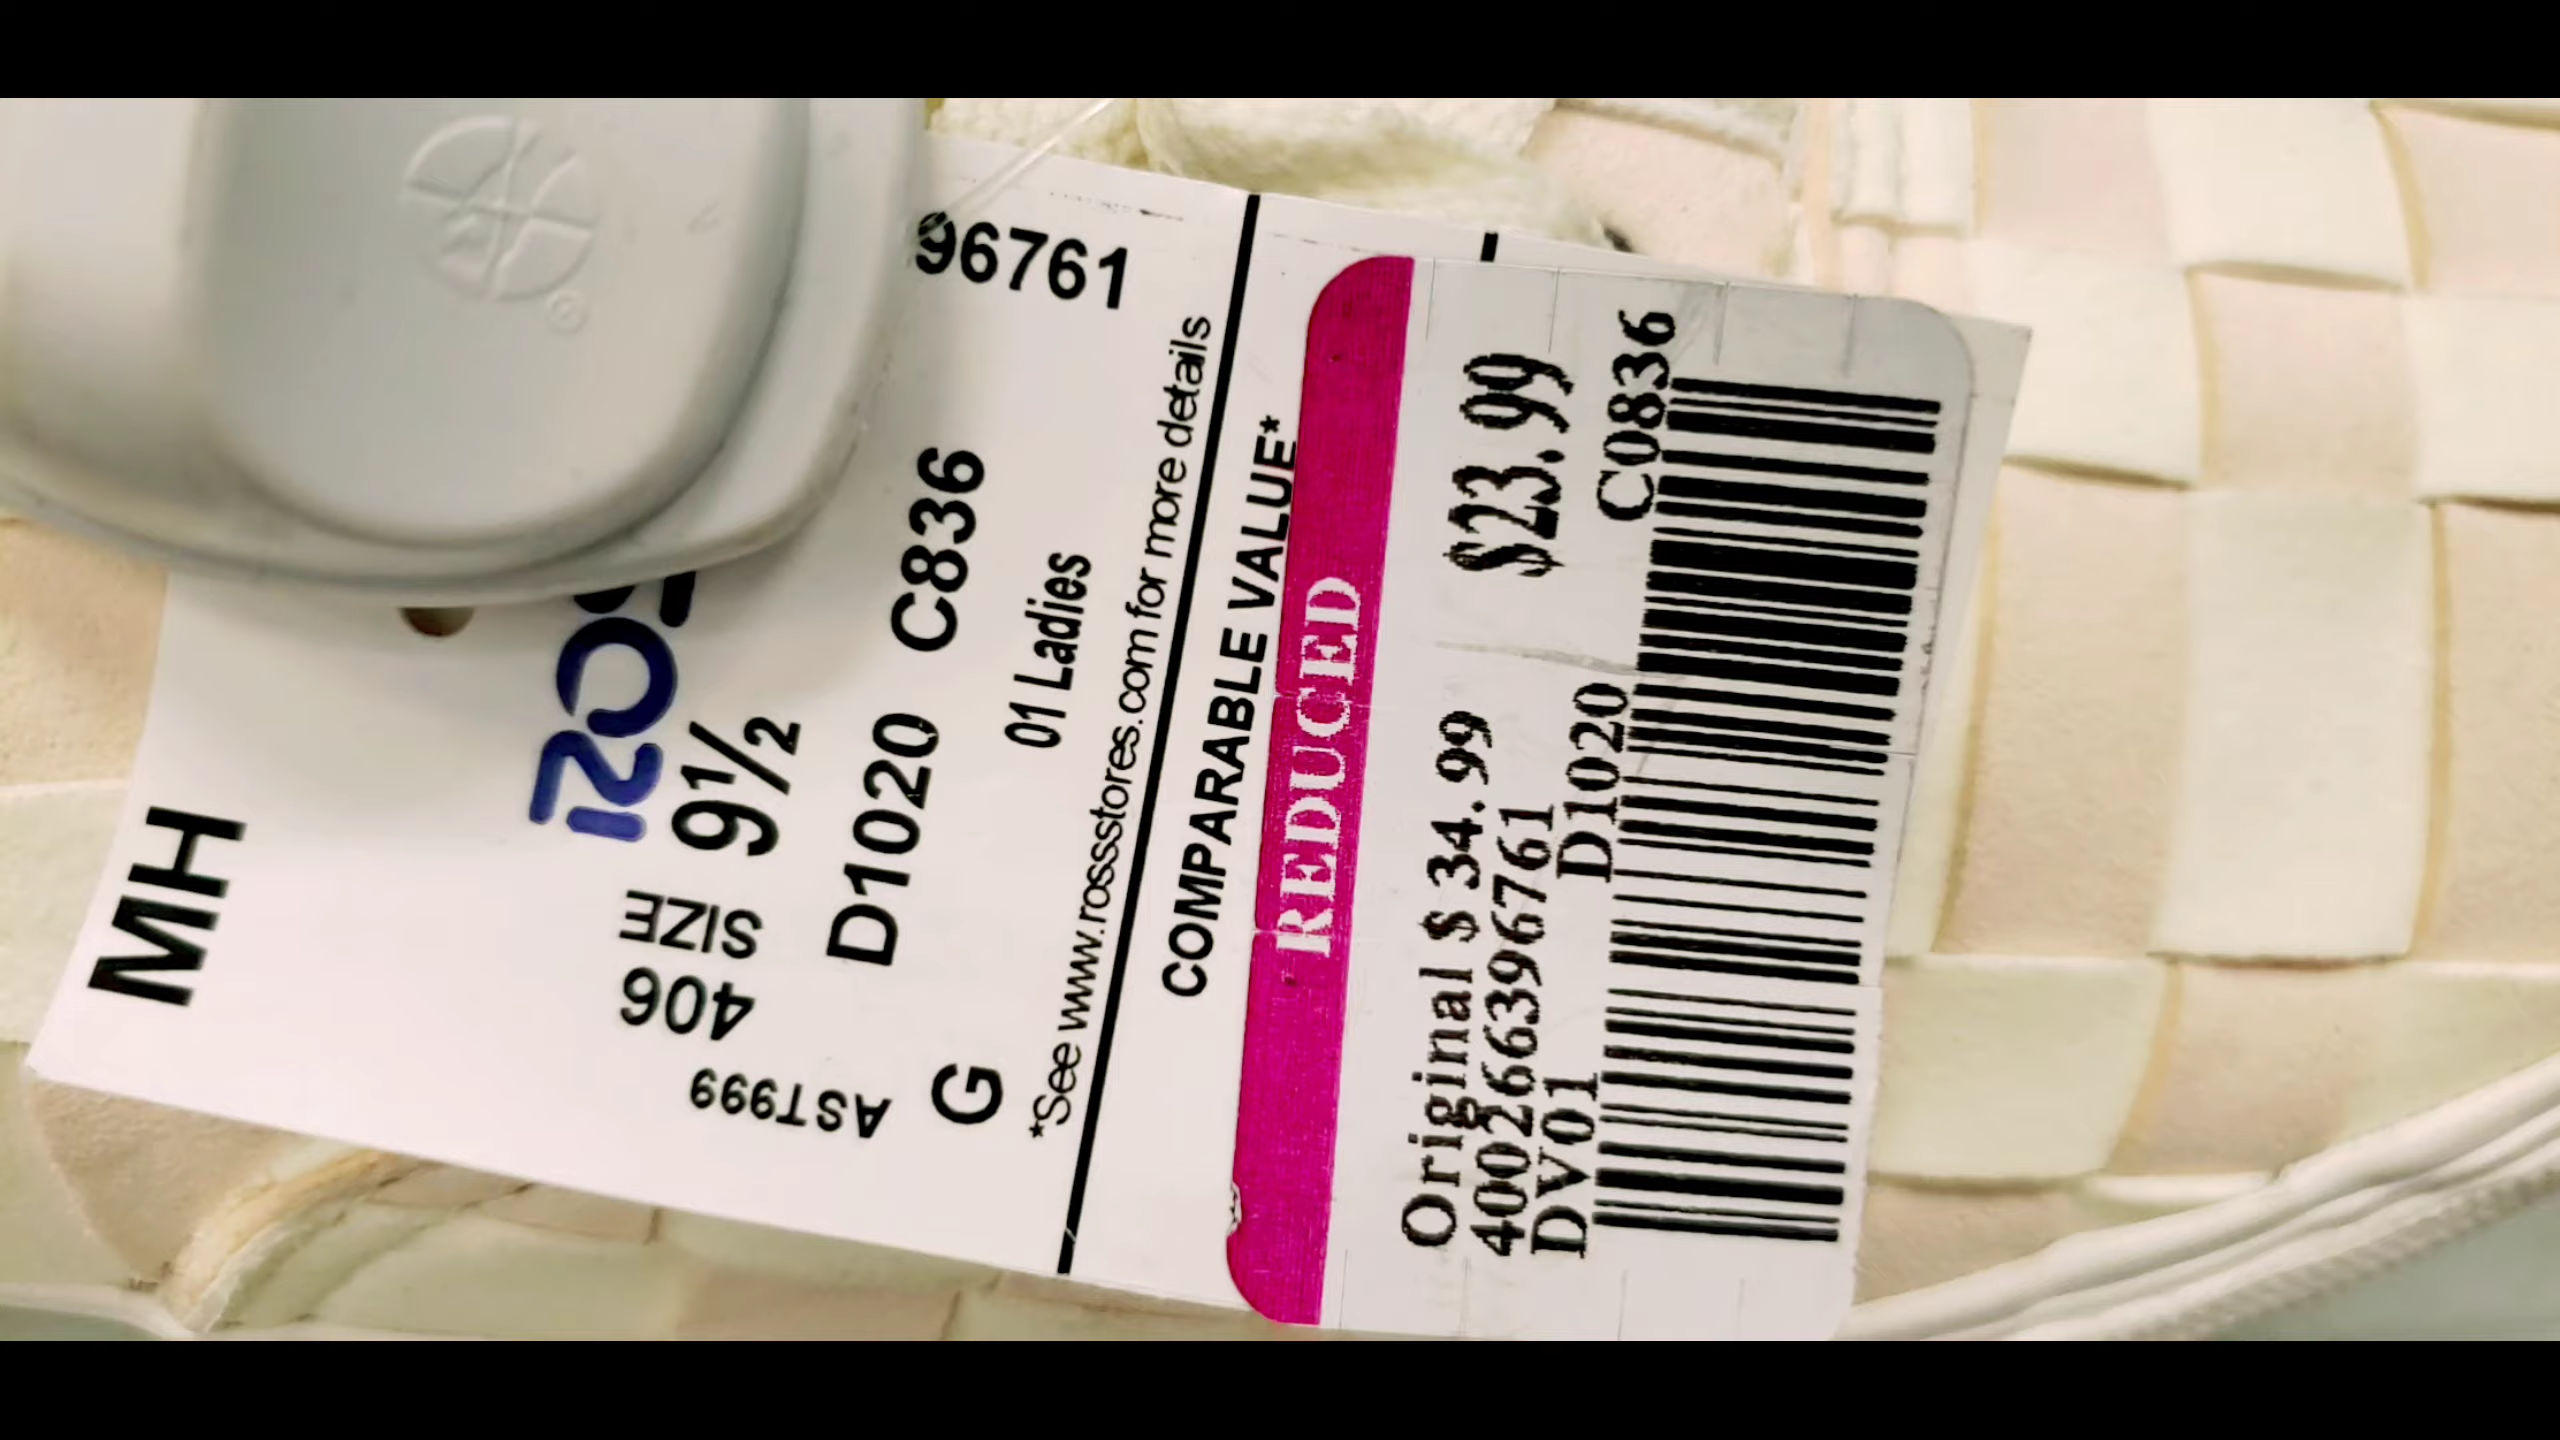 MH
SIZE 9½
406
AST999
D1020 C836
G
01 Ladies
96761
*See www.rossstores.com for more details
COMPARABLE VALUE*
REDUCED
Original $ 34.99 $23.99
400266396761
DV01 D1020 C0836